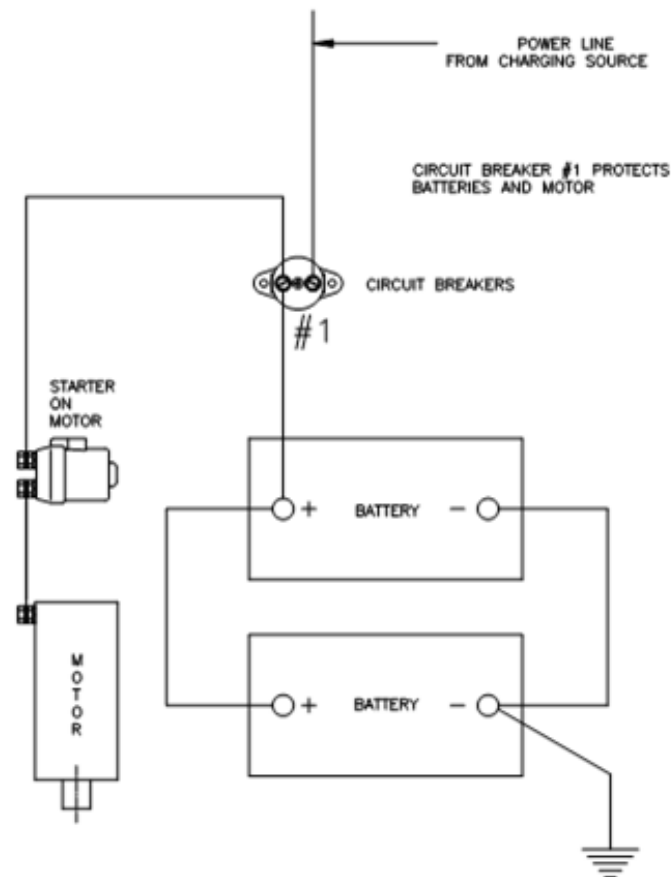 POWER LINE
FROM CHARGING SOURCE
CIRCUIT BREAKER #1 PROTECTS
BATTERIES AND MOTOR
CIRCUIT BREAKERS
#1
STARTER
ON
MOTOR
+ BATTERY -
+ BATTERY -
M
O
T
O
R